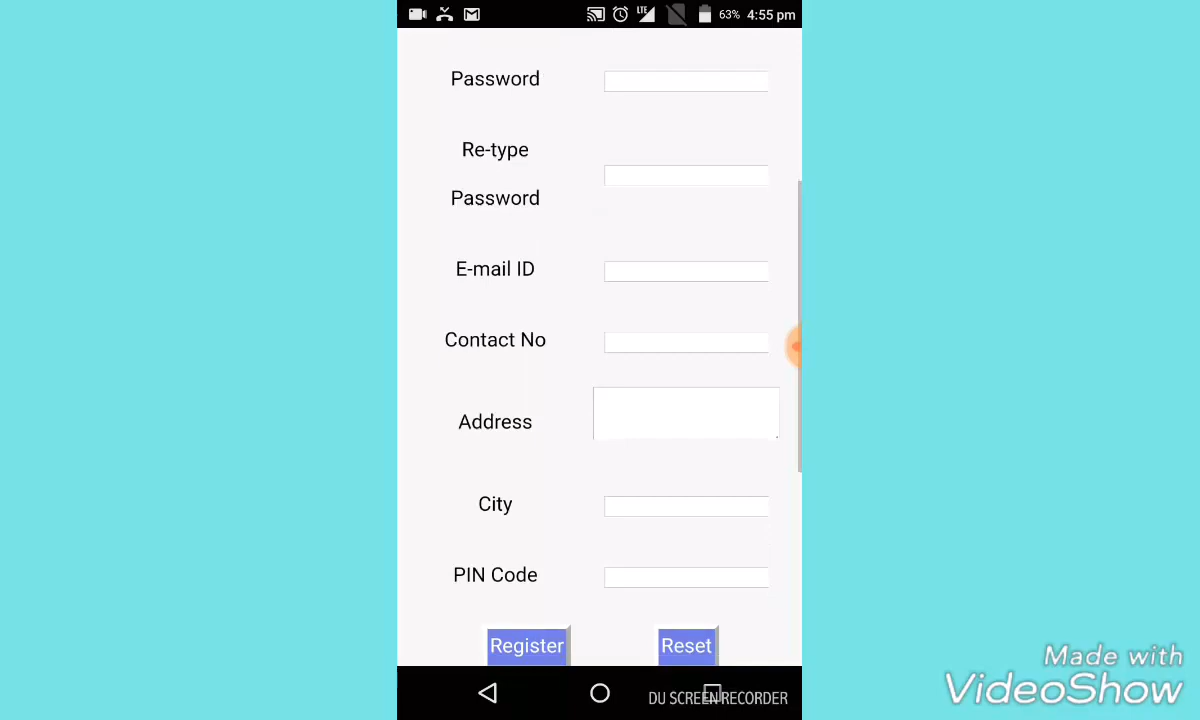 LTE 63% 4:55 pm
Password
Re-type
Password
E-mail ID
Contact No
Address
City
PIN Code
Register Reset
DU SCREEN RECORDER
Made with
VideoShow